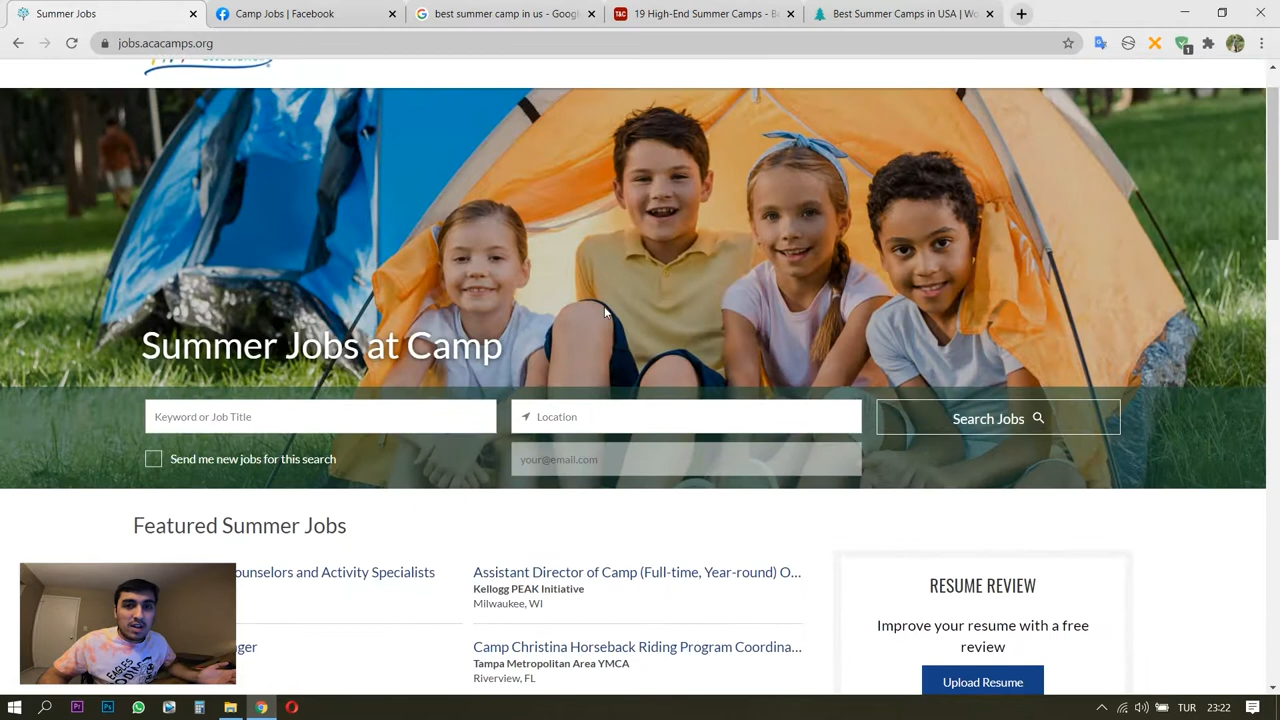 Summer Jobs
Camp Jobs | Facebook
best summer camp in us - Goog
19 High-End Summer Camps - B
Best Summer Camps in USA | Wo
jobs.acacamps.org
1
Summer Jobs at Camp
Keyword or Job Title
Location
Search Jobs
Send me new jobs for this search
your@email.com
Featured Summer Jobs
ounselors and Activity Specialists
Assistant Director of Camp (Full-time, Year-round) O...
Kellogg PEAK Initiative
Milwaukee, WI
ger
Camp Christina Horseback Riding Program Coordina...
Tampa Metropolitan Area YMCA
Riverview, FL
RESUME REVIEW
Improve your resume with a free
review
Upload Resume
TUR
23:22